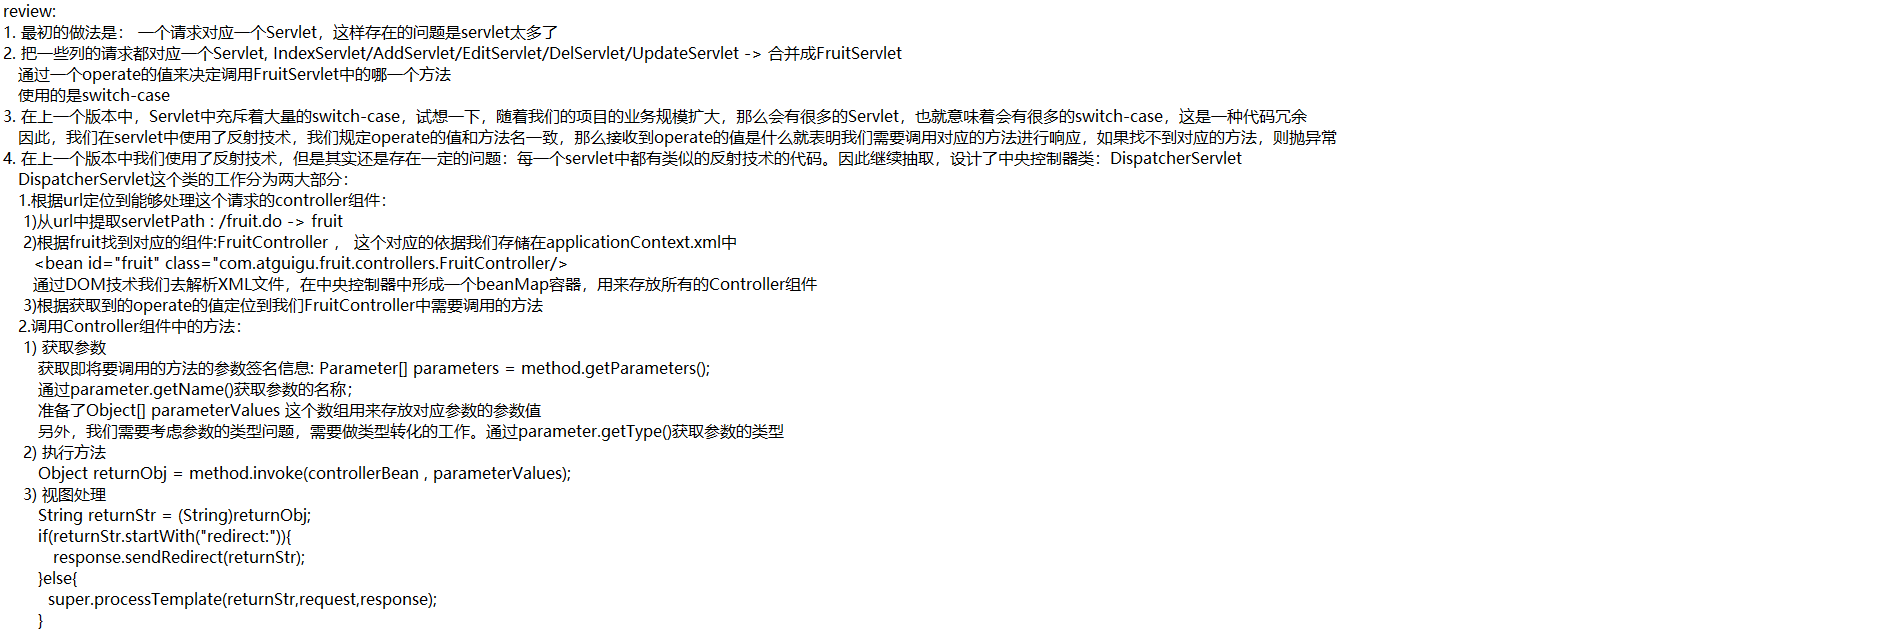 review:
1. 最初的做法是： 一个请求对应一个Servlet，这样存在的问题是servlet太多了
2. 把一些列的请求都对应一个Servlet, IndexServlet/AddServlet/EditServlet/DelServlet/UpdateServlet -> 合并成FruitServlet
通过一个operate的值来决定调用FruitServlet中的哪一个方法
使用的是switch-case
3. 在上一个版本中，Servlet中充斥着大量的switch-case，试想一下，随着我们的项目的业务规模扩大，那么会有很多的Servlet，也就意味着会有很多的switch-case，这是一种代码冗余
因此，我们在servlet中使用了反射技术，我们规定operate的值和方法名一致，那么接收到operate的值是什么就表明我们需要调用对应的方法进行响应，如果找不到对应的方法，则抛异常
4. 在上一个版本中我们使用了反射技术，但是其实还是存在一定的问题：每一个servlet中都有类似的反射技术的代码。因此继续抽取，设计了中央控制器类：DispatcherServlet
DispatcherServlet这个类的工作分为两大部分：
1.根据url定位到能够处理这个请求的controller组件：
1)从url中提取servletPath : /fruit.do -> fruit
2)根据fruit找到对应的组件:FruitController ， 这个对应的依据我们存储在applicationContext.xml中
<bean id="fruit" class="com.atguigu.fruit.controllers.FruitController/>
通过DOM技术我们去解析XML文件，在中央控制器中形成一个beanMap容器，用来存放所有的Controller组件
3)根据获取到的operate的值定位到我们FruitController中需要调用的方法
2.调用Controller组件中的方法：
1) 获取参数
获取即将要调用的方法的参数签名信息: Parameter[] parameters = method.getParameters();
通过parameter.getName()获取参数的名称；
准备了Object[] parameterValues 这个数组用来存放对应参数的参数值
另外，我们需要考虑参数的类型问题，需要做类型转化的工作。通过parameter.getType()获取参数的类型
2) 执行方法
Object returnObj = method.invoke(controllerBean , parameterValues);
3) 视图处理
String returnStr = (String)returnObj;
if(returnStr.startWith("redirect:")){
response.sendRedirect(returnStr);
}else{
super.processTemplate(returnStr,request,response);
}